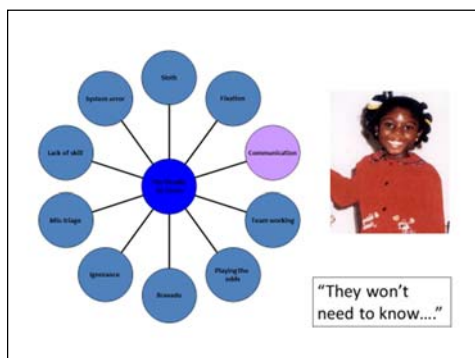 Sloth
System error
Fixation
Lack of skill
Communication
Mis triage
Team working
Ignorance
Playing the
odds
Bravado
“They won’t
need to know….”